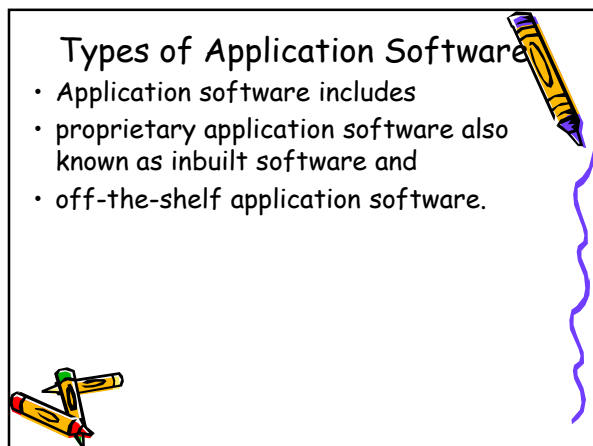 Types of Application Software
• Application software includes
• proprietary application software also
known as inbuilt software and
• off-the-shelf application software.